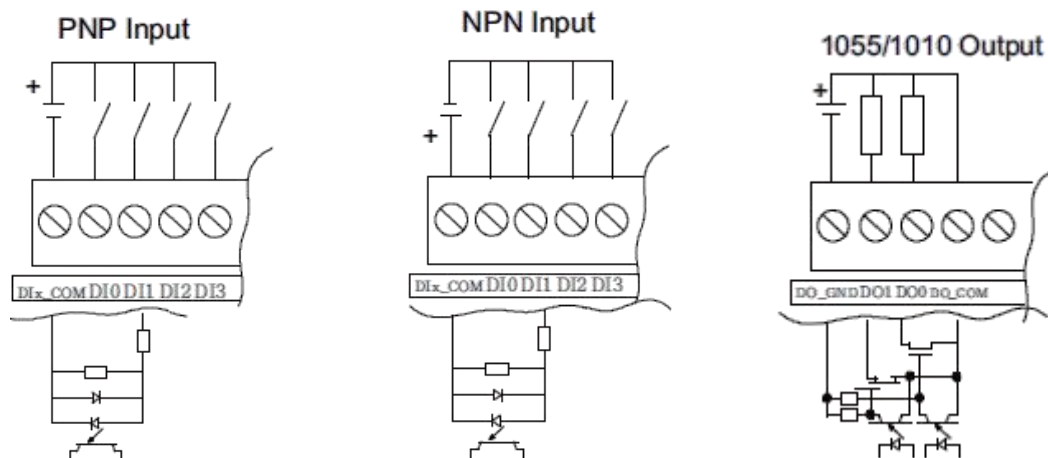 PNP Input
+
DIx_COM DI0 DI1 DI2 DI3
NPN Input
+
DIx_COM DI0 DI1 DI2 DI3
1055/1010 Output
+
DO_GND DO1 DO0 DO_COM